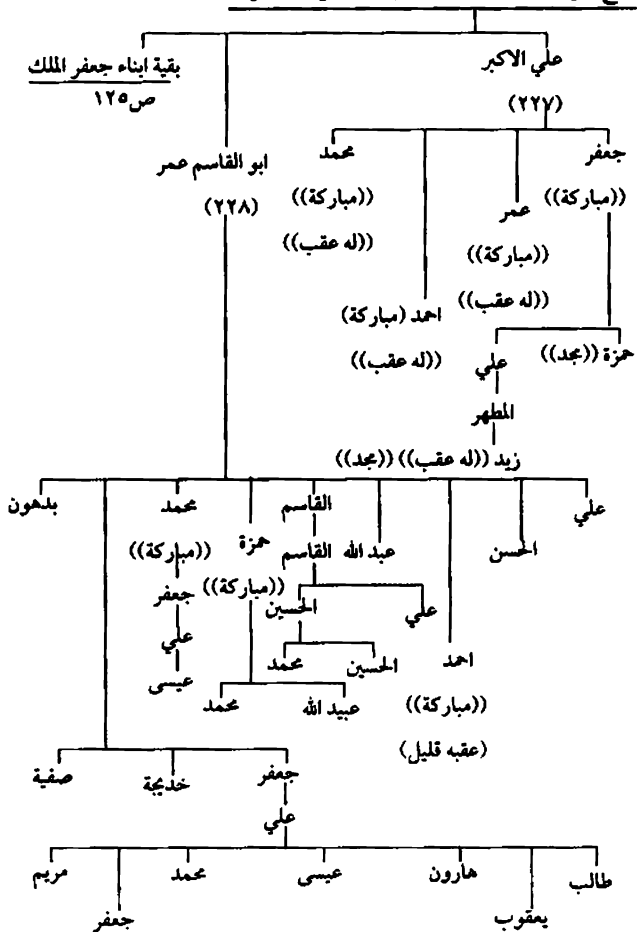 علي الاكبر
بقية ابناء جعفر الملك
ص١٢٥
(٢٢٧)
جعفر
محمد
ابو القاسم عمر
((مباركة))
عمر
((مباركة))
(٢٢٨)
((مباركة))
((له عقب))
((له عقب))
احمد (مباركة)
((له عقب))
حمزة ((مجد))
علي
المطهر
زيد ((له عقب)) ((مجد))
علي
الحسن
عبد الله
القاسم
حمزة
محمد
بدهون
القاسم
((مباركة))
((مباركة))
جعفر
علي
الحسين
علي
احمد
الحسين
محمد
عيسى
((مباركة))
عبيد الله
محمد
(عقبه قليل)
جعفر
خديجة
صفية
علي
طالب
هارون
عيسى
محمد
مريم
يعقوب
جعفر